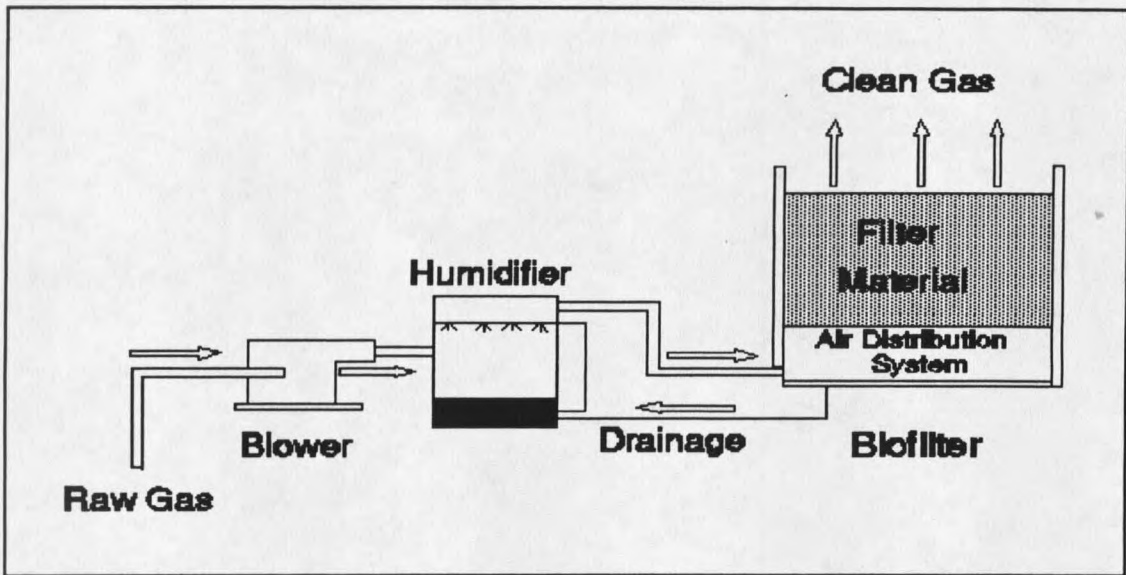 Clean Gas
Filter
Material
Humidifier
Air Distribution
System
Blower
Drainage
Biofilter
Raw Gas